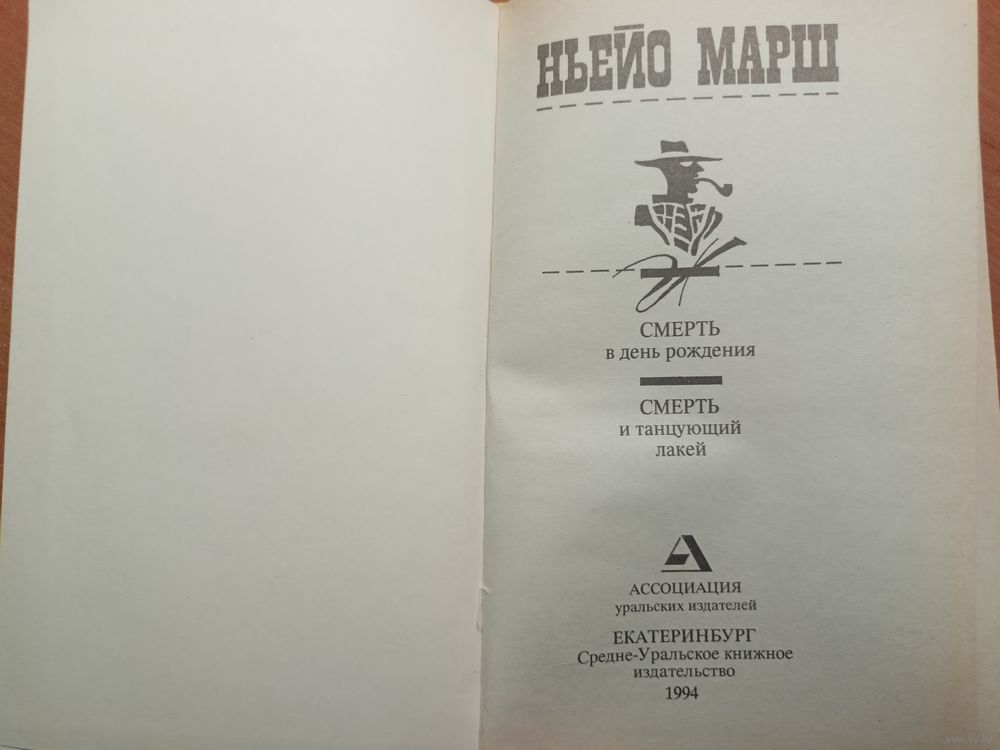 НЬЕЙО МАРШ
СМЕРТЬ
в день рождения
СМЕРТЬ
и танцующий
лакей
АССОЦИАЦИЯ
уральских издателей
ЕКАТЕРИНБУРГ
Средне-Уральское книжное
издательство
1994